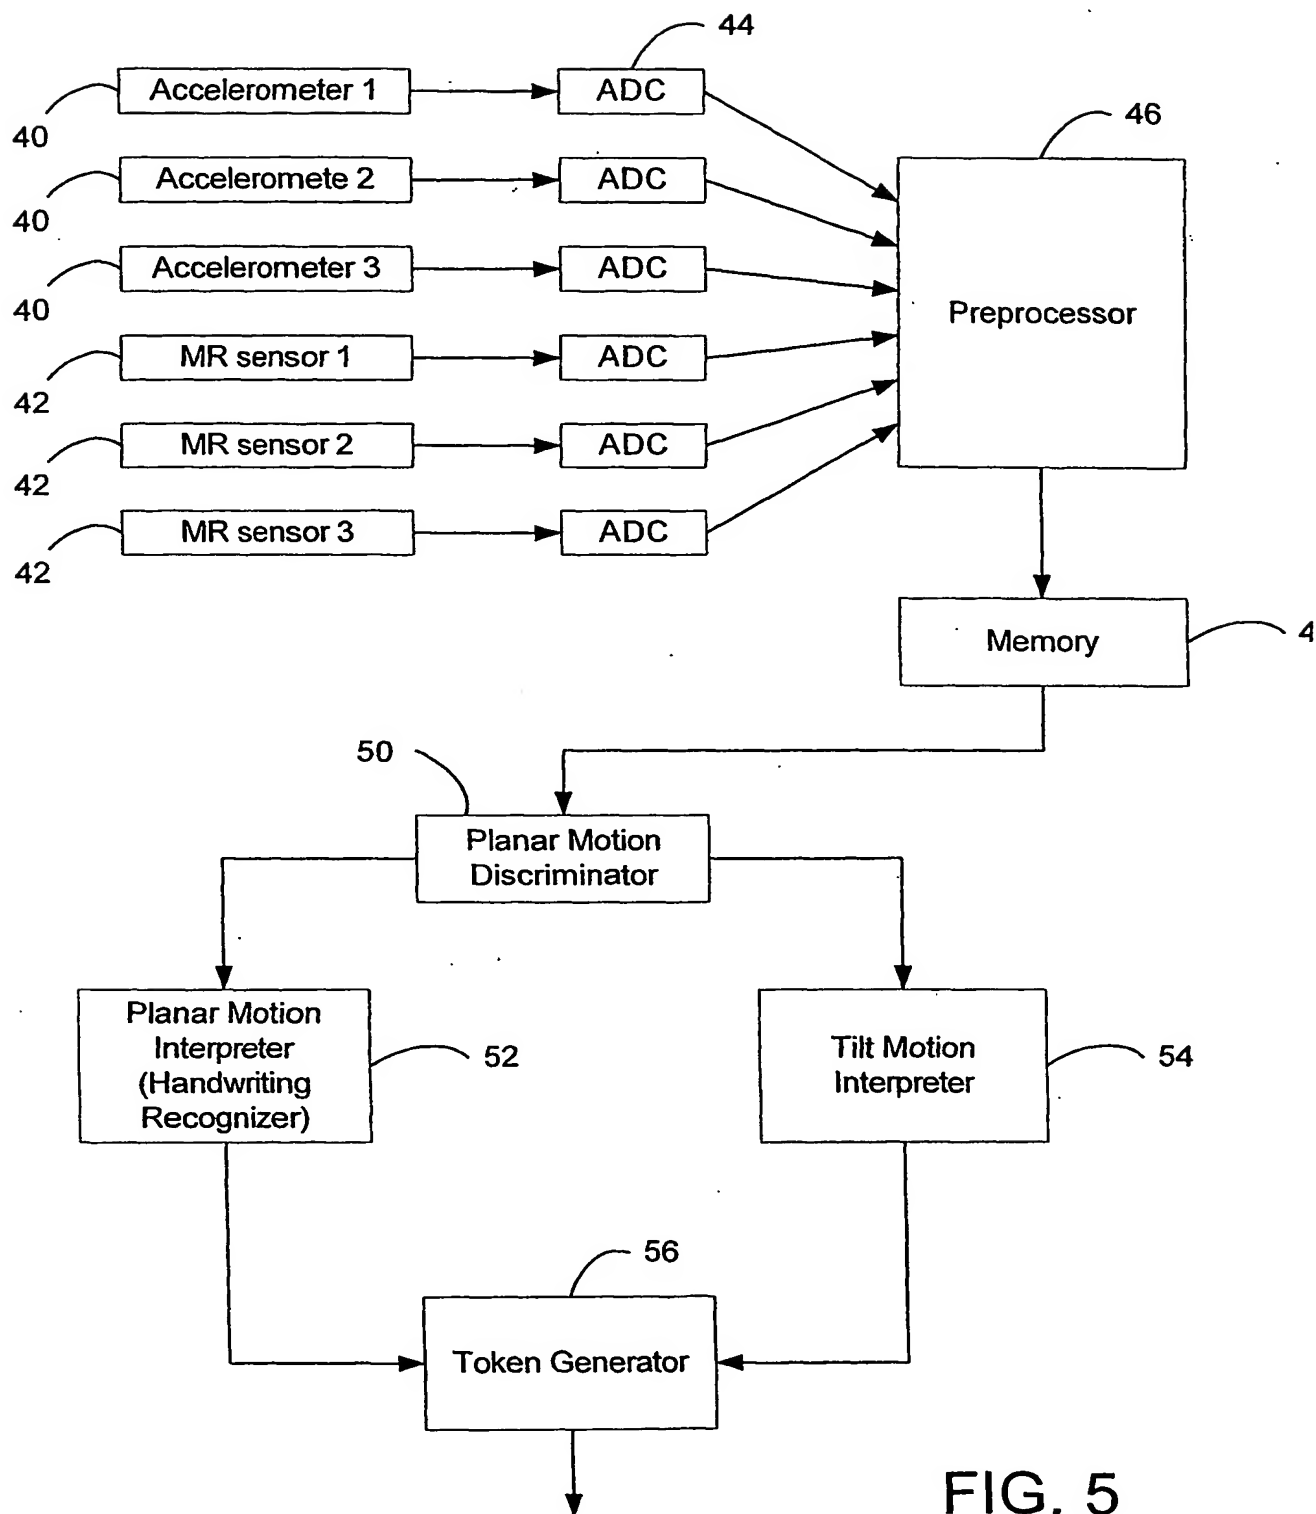 44
Accelerometer 1
ADC
40
46
Acceleromete 2
ADC
40
Accelerometer 3
ADC
40
Preprocessor
MR sensor 1
ADC
42
MR sensor 2
ADC
42
MR sensor 3
ADC
42
Memory
4
50
Planar Motion
Discriminator
Planar Motion
Interpreter
(Handwriting
Recognizer)
52
Tilt Motion
Interpreter
54
56
Token Generator
FIG. 5